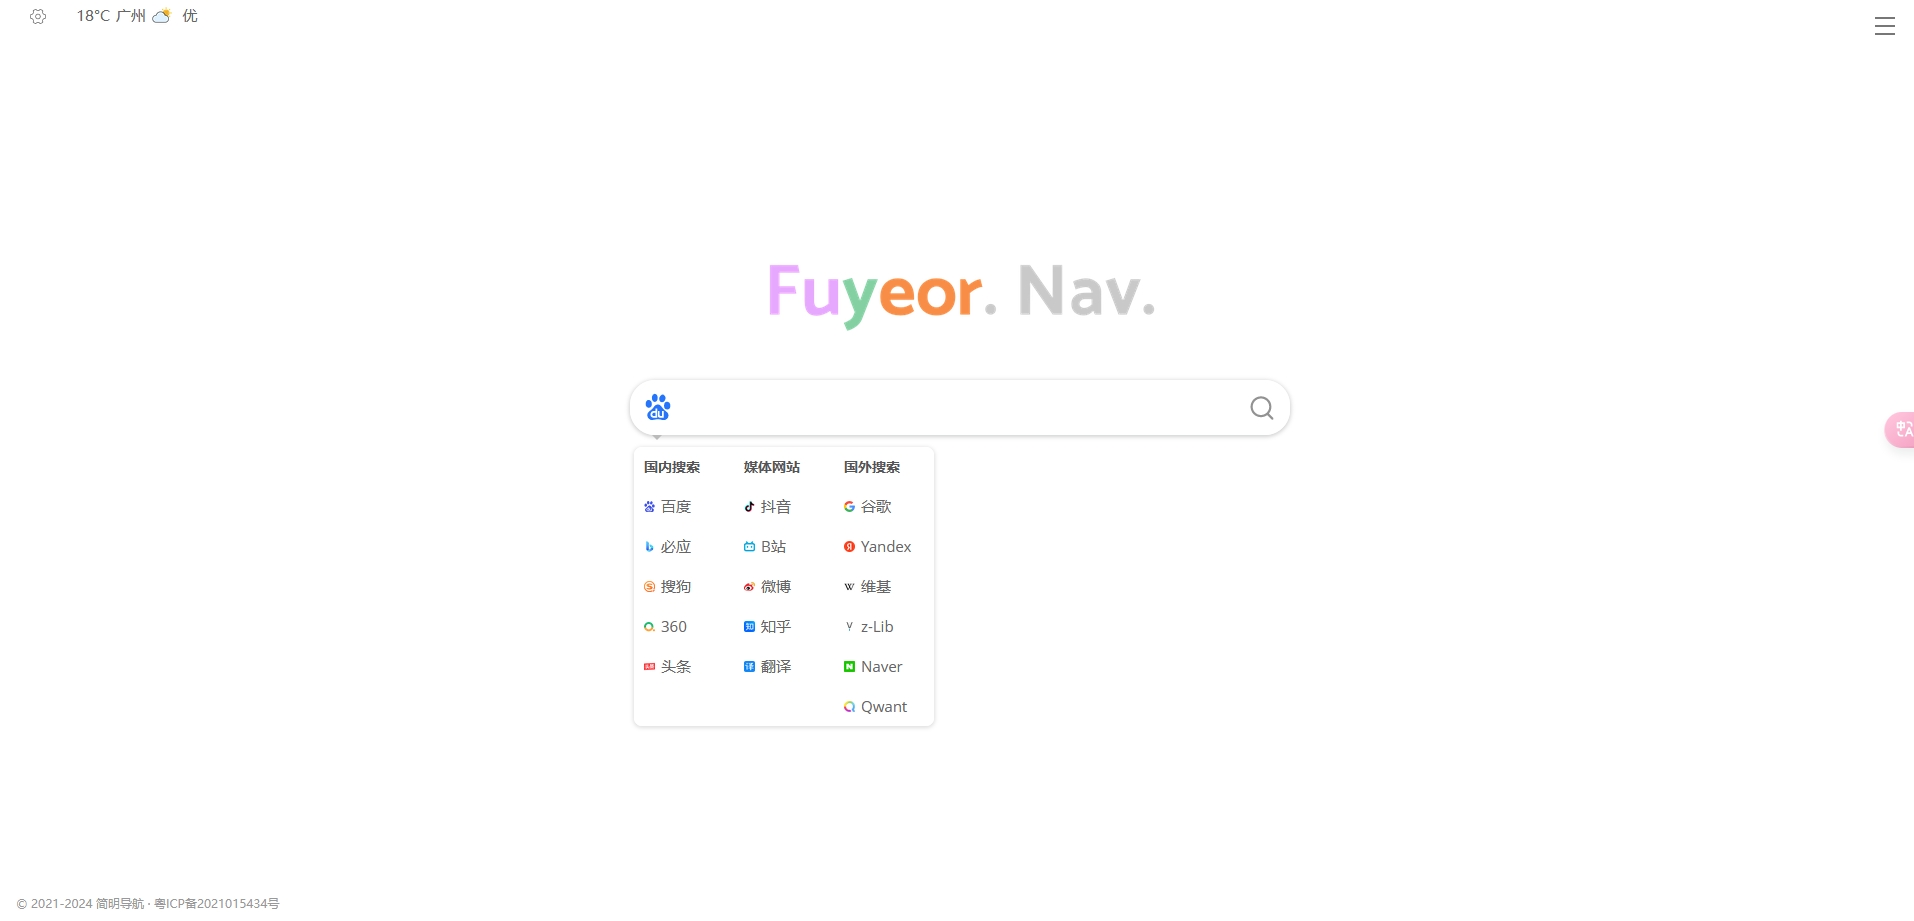 18°C 广州 优
Fuyeor. Nav.
du
国内搜索 媒体网站 国外搜索
百度 抖音 谷歌
必应 B站 Yandex
搜狗 微博 维基
360 知乎 z-Lib
头条 翻译 Naver
Qwant
© 2021-2024 简明导航 · 粤ICP备2021015434号